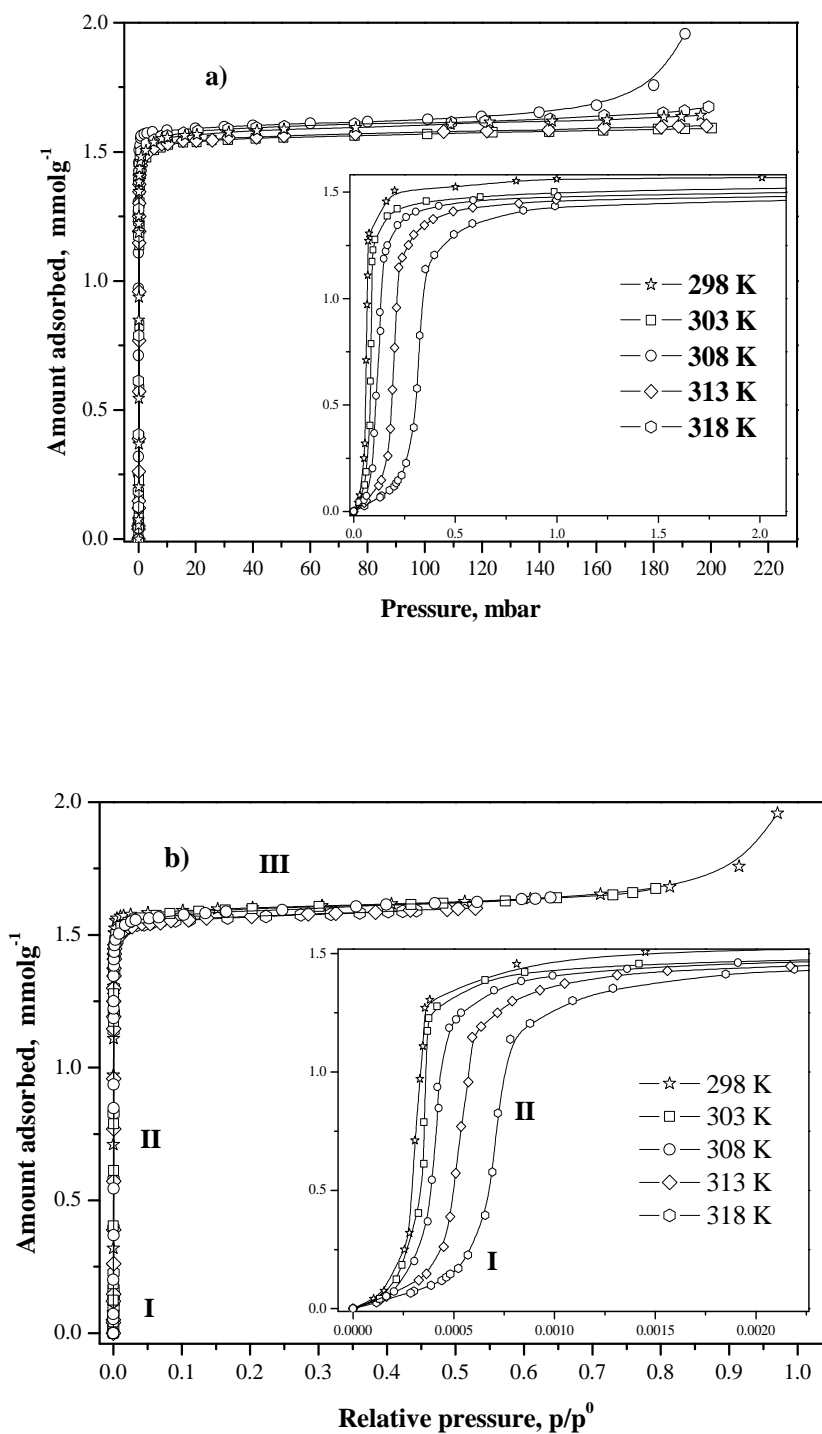 a)
2.0
1.5
1.0
0.5
0.0
Amount adsorbed, mmolg-1
0 20 40 60 80 100 120 140 160 180 200 220
Pressure, mbar
1.5
1.0
0.5
0.0
0.0 0.5 1.0 1.5 2.0
298 K
303 K
308 K
313 K
318 K
b)
III
2.0
1.5
1.0
0.5
0.0
Amount adsorbed, mmolg-1
II
I
0.0 0.1 0.2 0.3 0.4 0.5 0.6 0.7 0.8 0.9 1.0
Relative pressure, p/p0
1.5
1.0
0.5
0.0
0.0000 0.0005 0.0010 0.0015 0.0020
II
I
298 K
303 K
308 K
313 K
318 K